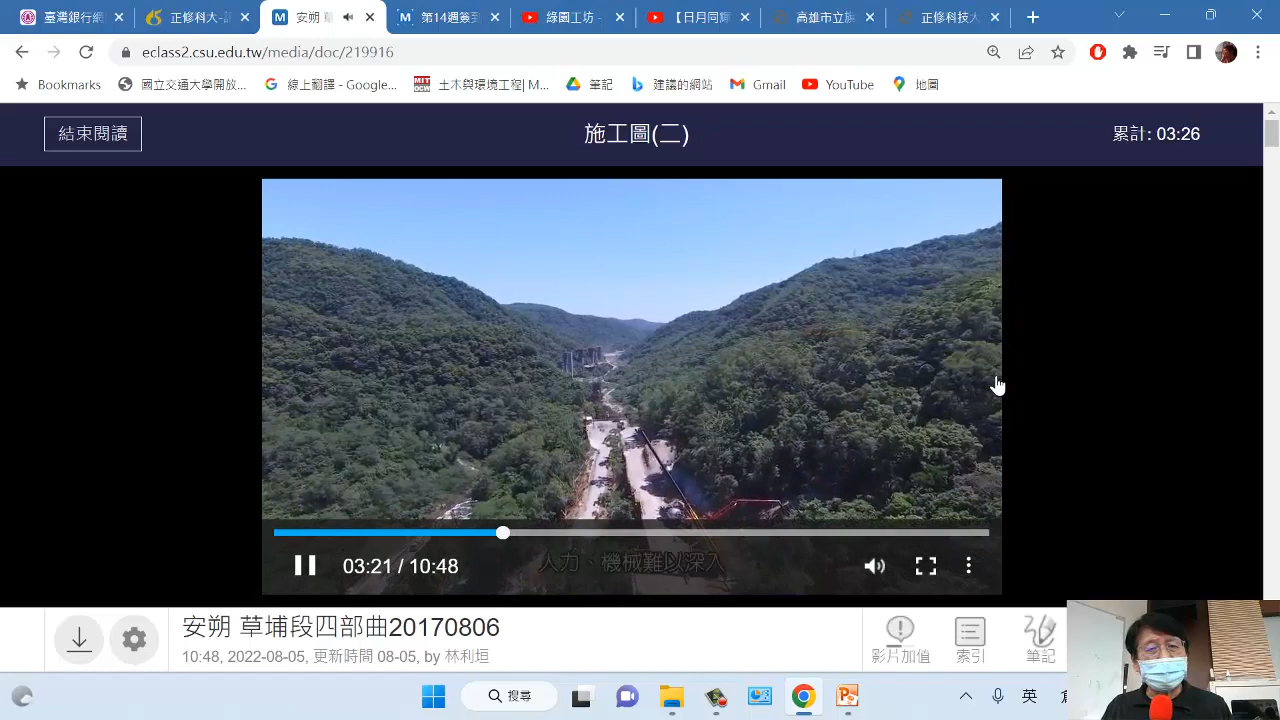 臺灣銀行網
正修科大-
安朔 草
第14週簽到
綠園工坊 -
【日月同輝
高雄市立旗
正修科技大
eclass2.csu.edu.tw/media/doc/219916
Bookmarks
國立交通大學開放...
線上翻譯 - Google...
土木與環境工程| M...
筆記
建議的網站
Gmail
YouTube
地圖
結束閱讀
施工圖(二)
累計: 03:26
人力、機械難以深入
03:21 / 10:48
安朔 草埔段四部曲20170806
10:48, 2022-08-05, 更新時間 08-05, by 林利垣
影片加值
索引
筆記
搜尋
英